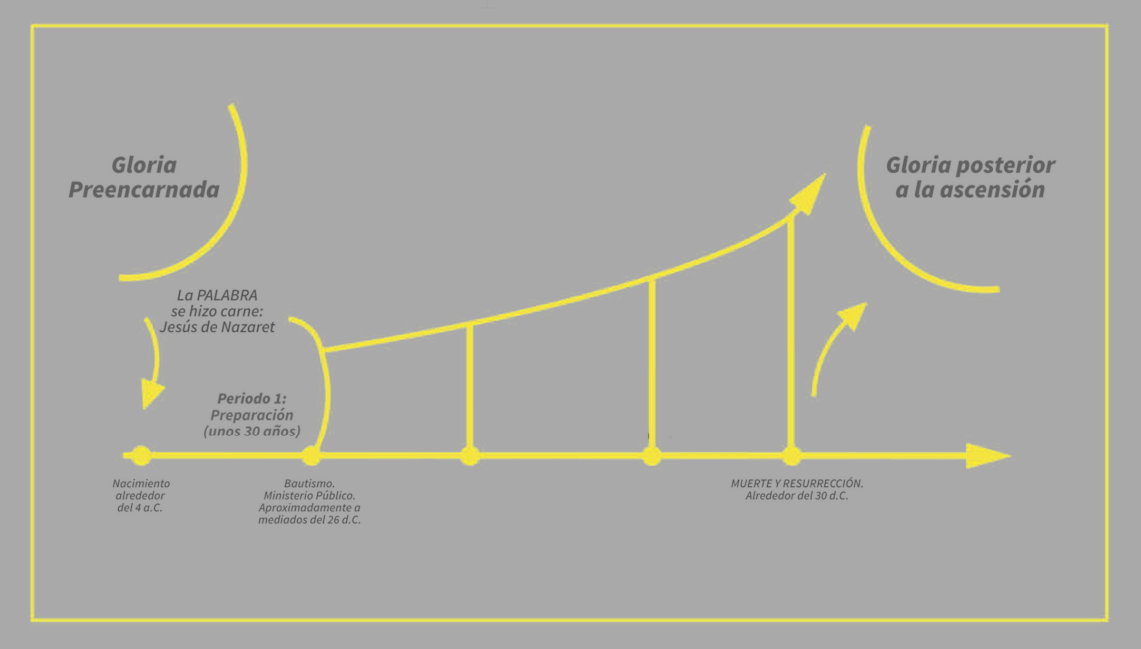 Gloria
Preencarnada
Gloria posterior
a la ascensión
La PALABRA
se hizo carne:
Jesús de Nazaret
Periodo 1:
Preparación
(unos 30 años)
Nacimiento
alrededor
del 4 a.C.
Bautismo.
Ministerio Público.
Aproximadamente a
mediados del 26 d.C.
MUERTE Y RESURRECCIÓN.
Alrededor del 30 d.C.